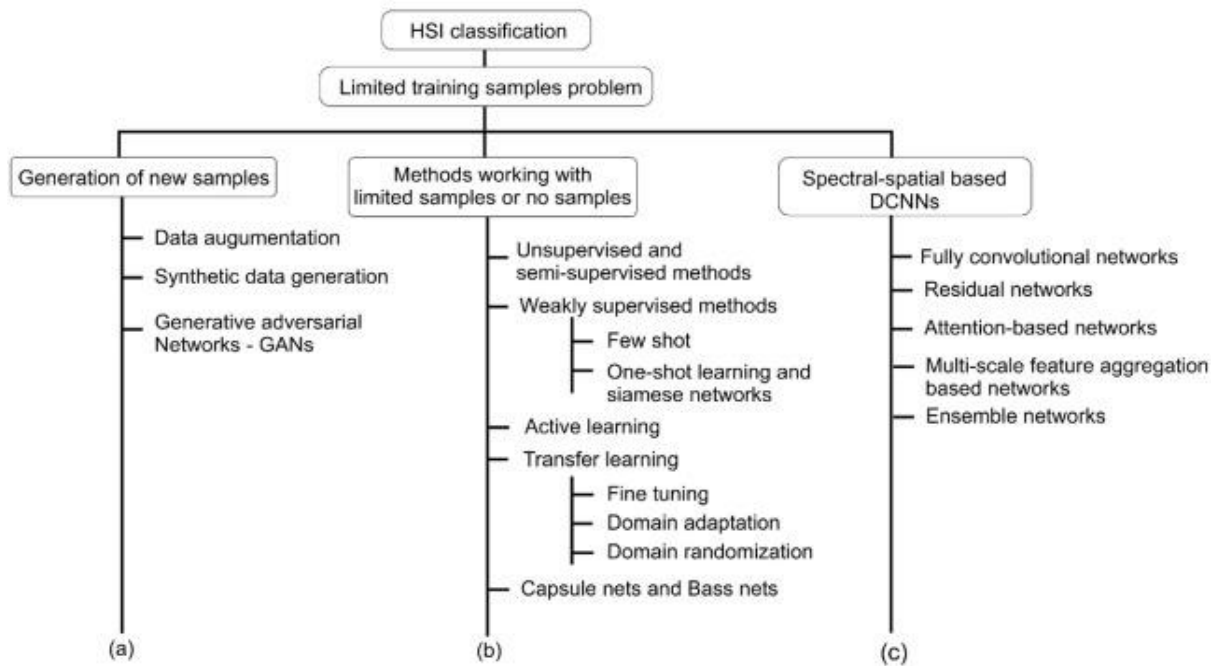 HSI classification
Limited training samples problem
Generation of new samples
Data augumentation
Synthetic data generation
Generative adversarial
Networks - GANs
(a)
Methods working with
limited samples or no samples
Unsupervised and
semi-supervised methods
Weakly supervised methods
Few shot
One-shot learning and
siamese networks
Active learning
Transfer learning
Fine tuning
Domain adaptation
Domain randomization
Capsule nets and Bass nets
(b)
Spectral-spatial based
DCNNs
Fully convolutional networks
Residual networks
Attention-based networks
Multi-scale feature aggregation
based networks
Ensemble networks
(c)